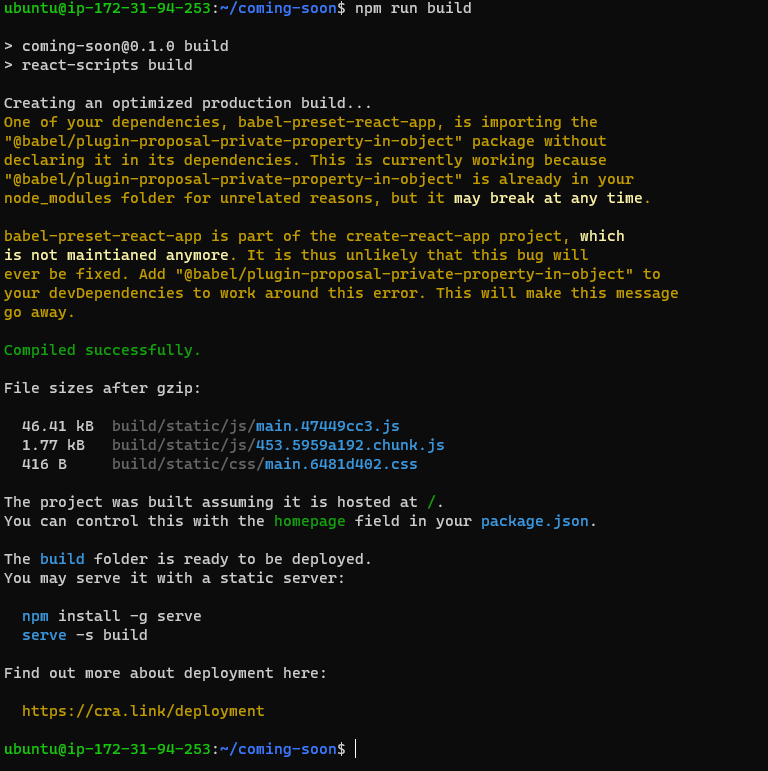 ubuntu@ip-172-31-94-253:~/coming-soon$ npm run build
> coming-soon@0.1.0 build
> react-scripts build
Creating an optimized production build...
One of your dependencies, babel-preset-react-app, is importing the
"@babel/plugin-proposal-private-property-in-object" package without
declaring it in its dependencies. This is currently working because
"@babel/plugin-proposal-private-property-in-object" is already in your
node_modules folder for unrelated reasons, but it may break at any time.
babel-preset-react-app is part of the create-react-app project, which
is not maintianed anymore. It is thus unlikely that this bug will
ever be fixed. Add "@babel/plugin-proposal-private-property-in-object" to
your devDependencies to work around this error. This will make this message
go away.
Compiled successfully.
File sizes after gzip:
46.41 kB  build/static/js/main.47449cc3.js
1.77 kB   build/static/js/453.5959a192.chunk.js
416 B     build/static/css/main.6481d402.css
The project was built assuming it is hosted at /.
You can control this with the homepage field in your package.json.
The build folder is ready to be deployed.
You may serve it with a static server:
npm install -g serve
serve -s build
Find out more about deployment here:
https://cra.link/deployment
ubuntu@ip-172-31-94-253:~/coming-soon$